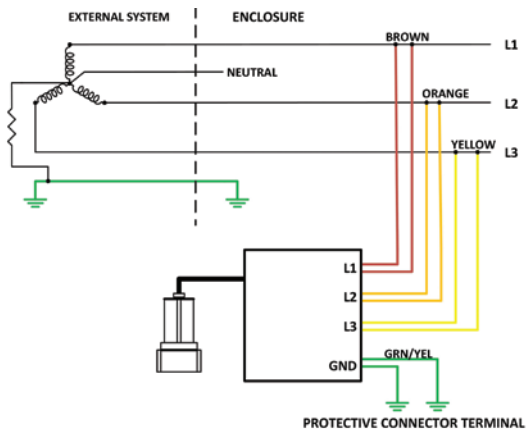 EXTERNAL SYSTEM
ENCLOSURE
BROWN
L1
NEUTRAL
ORANGE
L2
YELLOW
L3
L1
L2
L3
GRN/YEL
GND
PROTECTIVE CONNECTOR TERMINAL